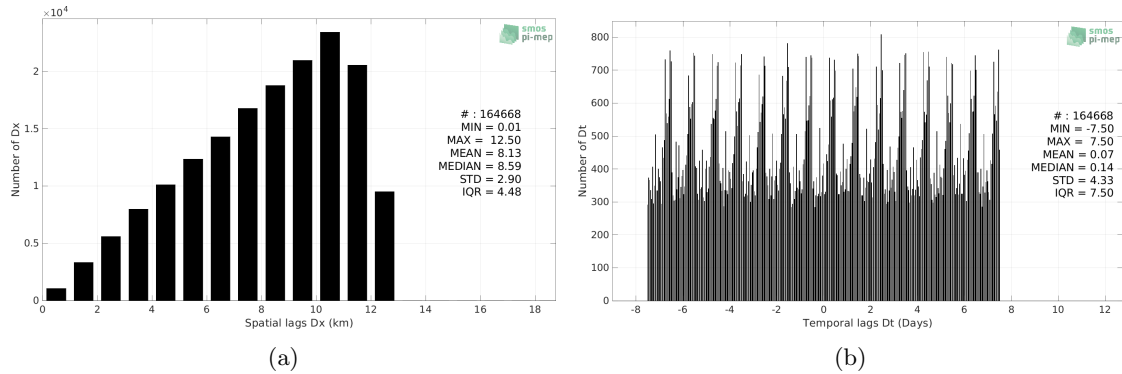 ×10⁴
2
1.5
1
0.5
0
Number of Dx
0 2 4 6 8 10 12 14 16 18
Spatial lags Dx (km)
smos
pi-mep
# : 164668
MIN = 0.01
MAX = 12.50
MEAN = 8.13
MEDIAN = 8.59
STD = 2.90
IQR = 4.48
(a)
800
700
600
500
400
300
200
100
0
Number of Dt
-8 -6 -4 -2 0 2 4 6 8 10 12
Temporal lags Dt (Days)
smos
pi-mep
# : 164668
MIN = -7.50
MAX = 7.50
MEAN = 0.07
MEDIAN = 0.14
STD = 4.33
IQR = 7.50
(b)